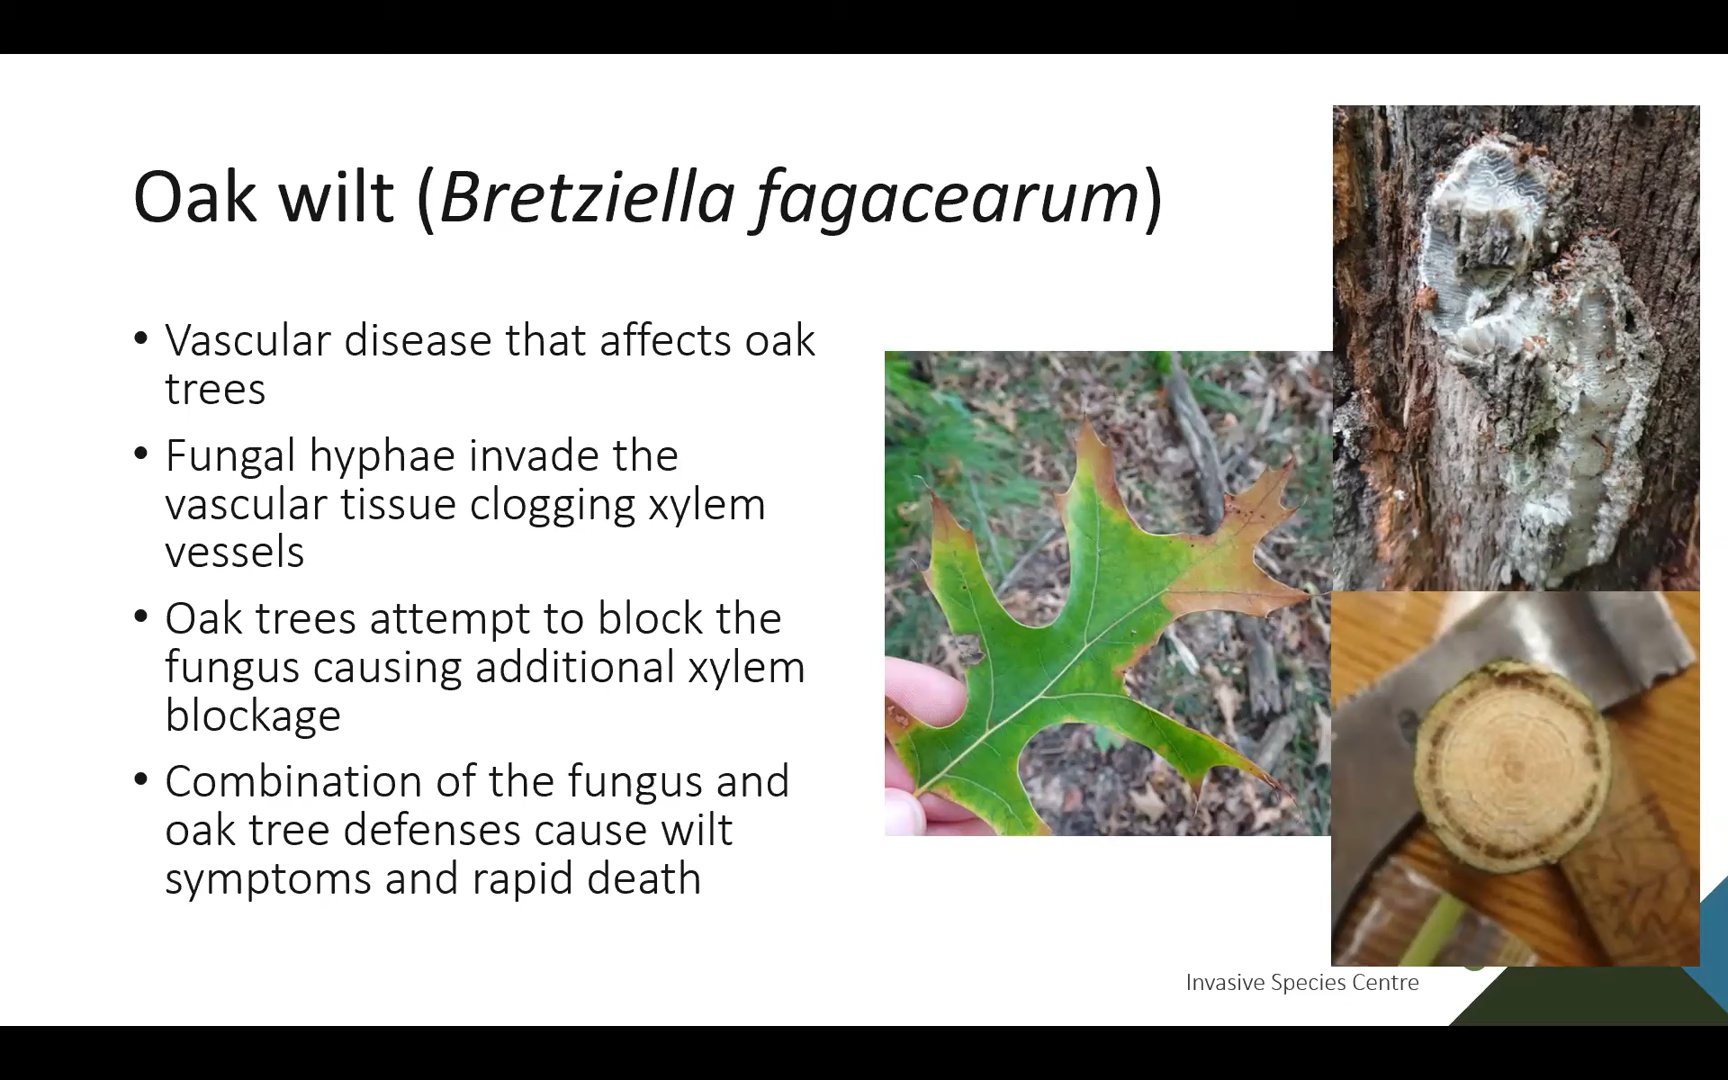 Oak wilt (Bretziella fagacearum)
• Vascular disease that affects oak
trees
• Fungal hyphae invade the
vascular tissue clogging xylem
vessels
• Oak trees attempt to block the
fungus causing additional xylem
blockage
• Combination of the fungus and
oak tree defenses cause wilt
symptoms and rapid death
Invasive Species Centre